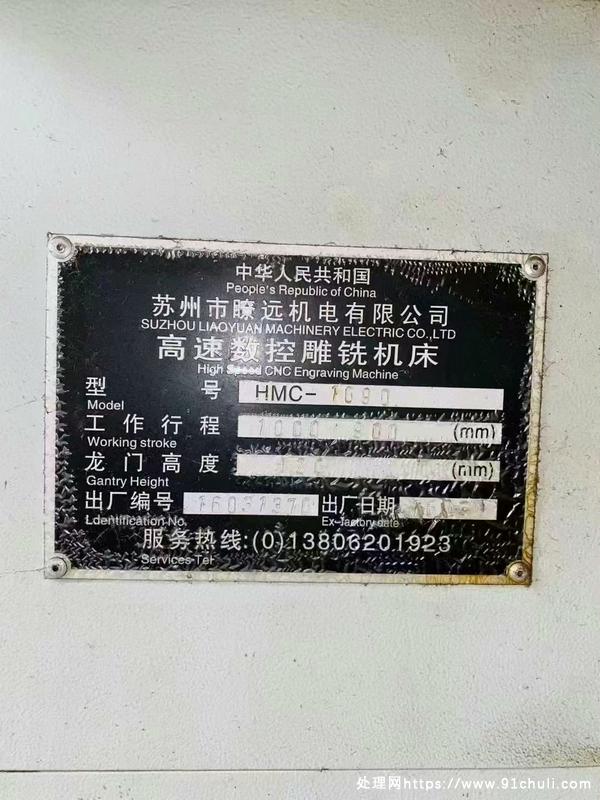 中华人民共和国
People's Republic of China
苏州市瞭远机电有限公司
SUZHOU LIAOYUAN MACHINERY ELECTRIC CO.,LTD
高速数控雕铣机床
High Speed CNC Engraving Machine
型 号 HMC-1090
Model
工作行程 (mm)
Working stroke
龙门高度 (mm)
Gantry Height
出厂编号 出厂日期
Ldentification No. Ex-factory date
服务热线:(0)13806201923
Services Tel
处理网https://www.91chuli.com